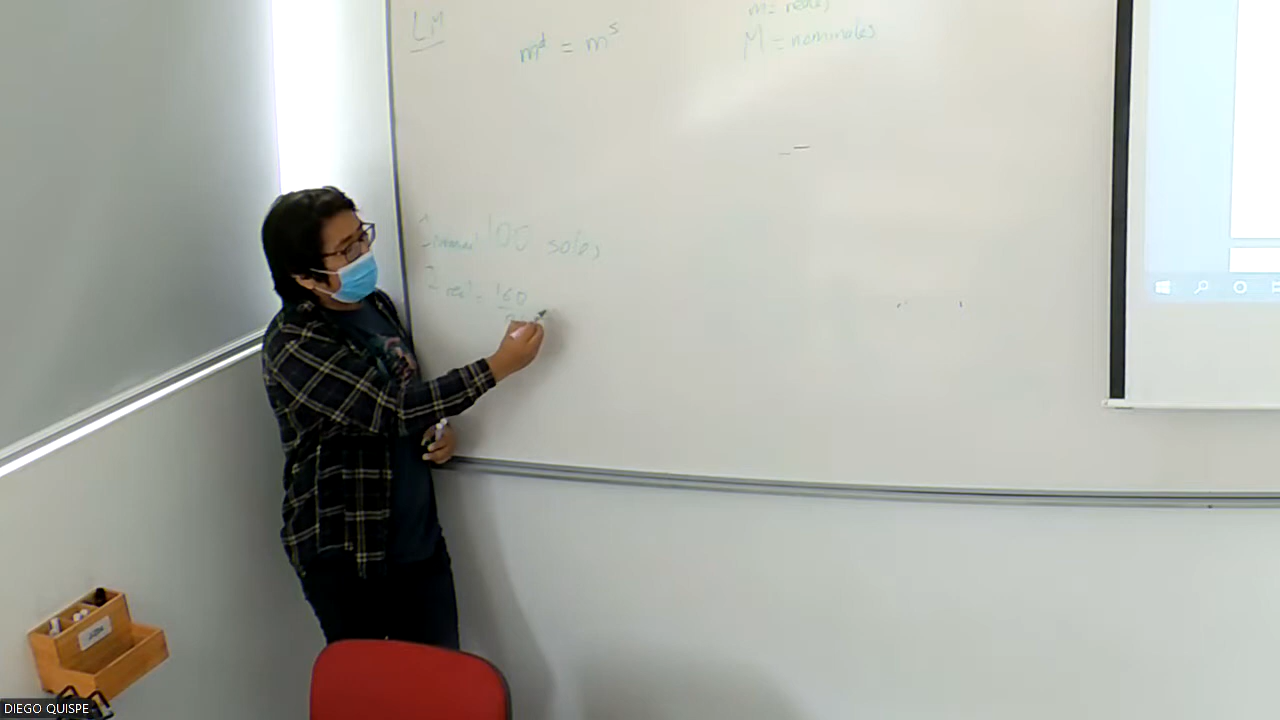 LM
m^d = m^s
m = reales
M = nominales
1 nominal 100 soles
2 real = 100
DIEGO QUISPE